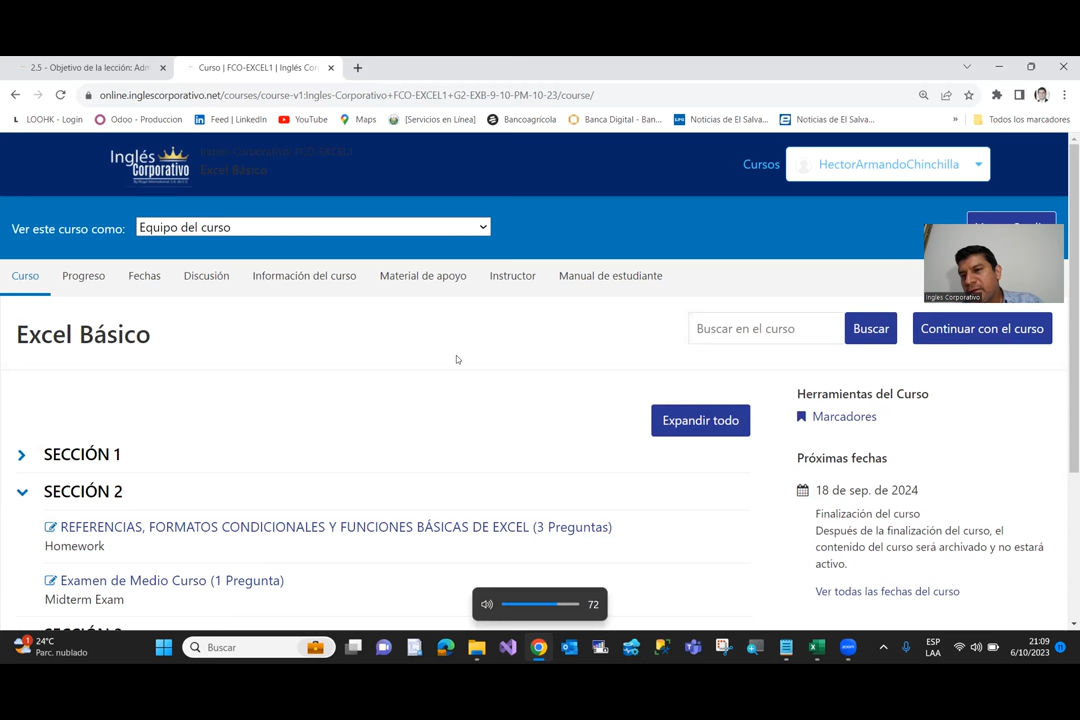 2.5 - Objetivo de la lección: Adm
Curso | FCO-EXCEL1 | Inglés Cor
online.inglescorporativo.net/courses/course-v1:Ingles-Corporativo+FCO-EXCEL1+G2-EXB-9-10-PM-10-23/course/
LOOHK - Login
Odoo - Produccion
Feed | LinkedIn
YouTube
Maps
[Servicios en Línea]
Bancoagrícola
Banca Digital - Ban...
Noticias de El Salva...
Noticias de El Salva...
»
Todos los marcadores
Inglés
Corporativo
Excel Básico
Cursos
HectorArmandoChinchilla
Ver este curso como:
Equipo del curso
Curso
Progreso
Fechas
Discusión
Información del curso
Material de apoyo
Instructor
Manual de estudiante
Ingles Corporativo
Excel Básico
Buscar en el curso
Buscar
Continuar con el curso
Expandir todo
SECCIÓN 1
SECCIÓN 2
REFERENCIAS, FORMATOS CONDICIONALES Y FUNCIONES BÁSICAS DE EXCEL (3 Preguntas)
Homework
Examen de Medio Curso (1 Pregunta)
Midterm Exam
Herramientas del Curso
Marcadores
Próximas fechas
18 de sep. de 2024
Finalización del curso
Después de la finalización del curso, el
contenido del curso será archivado y no estará
activo.
Ver todas las fechas del curso
72
24°C
Parc. nublado
Buscar
ESP
LAA
21:09
6/10/2023